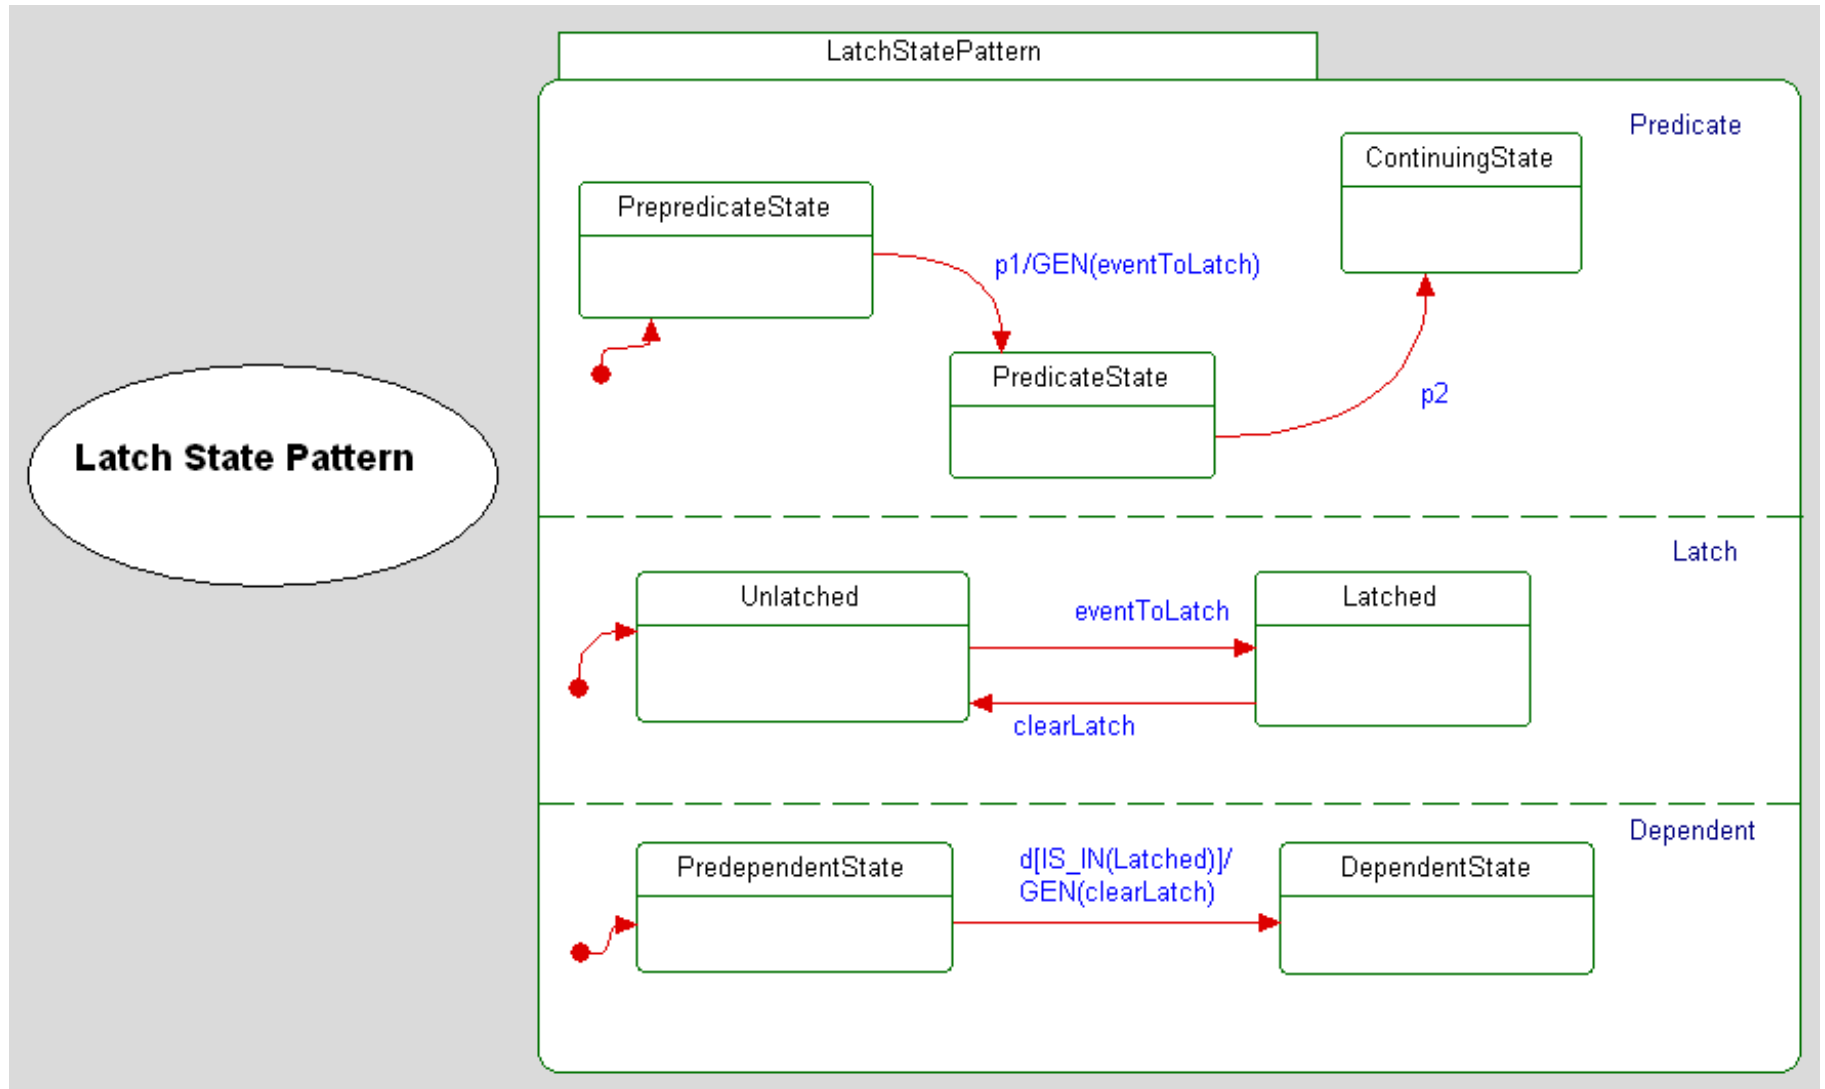 LatchStatePattern
Predicate
ContinuingState
PrepredicateState
p1/GEN(eventToLatch)
PredicateState
p2
Latch State Pattern
Latch
Unlatched
Latched
eventToLatch
clearLatch
Dependent
PredependentState
d[IS_IN(Latched)]/
GEN(clearLatch)
DependentState